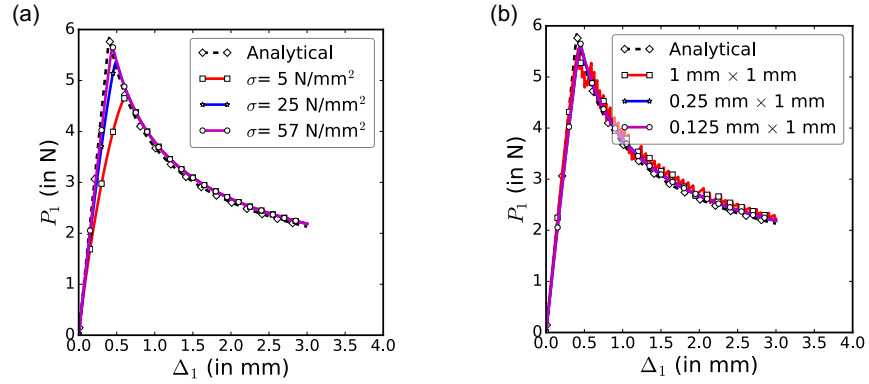 (a)
6
5
4
3
2
1
0
P₁ (in N)
0.0 0.5 1.0 1.5 2.0 2.5 3.0 3.5 4.0
Δ₁ (in mm)
Analytical
σ= 5 N/mm²
σ= 25 N/mm²
σ= 57 N/mm²
(b)
6
5
4
3
2
1
0
P₁ (in N)
0.0 0.5 1.0 1.5 2.0 2.5 3.0 3.5 4.0
Δ₁ (in mm)
Analytical
1 mm × 1 mm
0.25 mm × 1 mm
0.125 mm × 1 mm